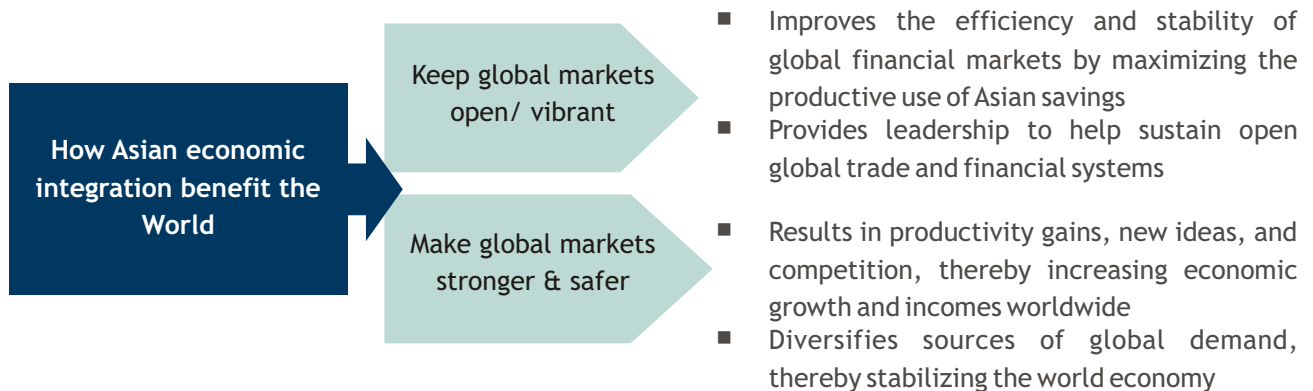 How Asian economic
integration benefit the
World
Keep global markets
open/ vibrant
■ Improves the efficiency and stability of
global financial markets by maximizing the
productive use of Asian savings
■ Provides leadership to help sustain open
global trade and financial systems
Make global markets
stronger & safer
■ Results in productivity gains, new ideas, and
competition, thereby increasing economic
growth and incomes worldwide
■ Diversifies sources of global demand,
thereby stabilizing the world economy